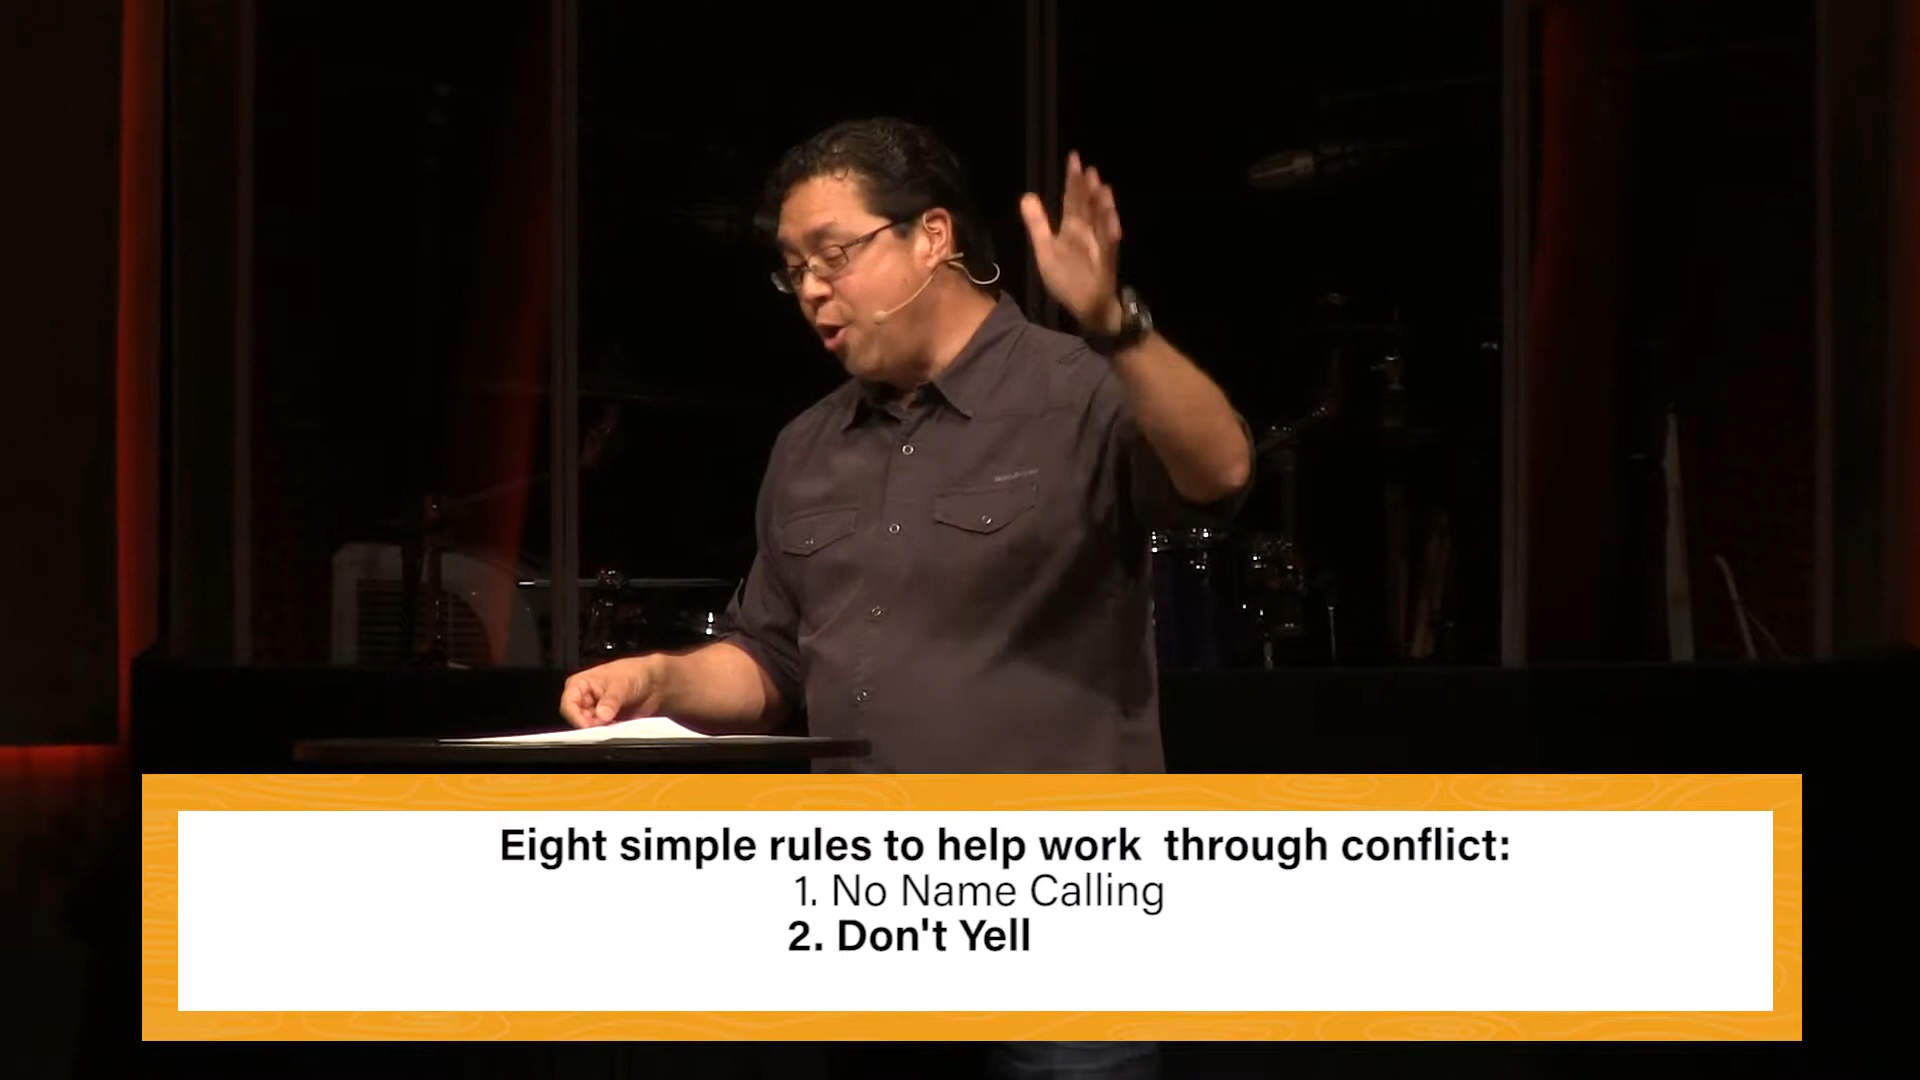 Eight simple rules to help work  through conflict:
1. No Name Calling
2. Don't Yell